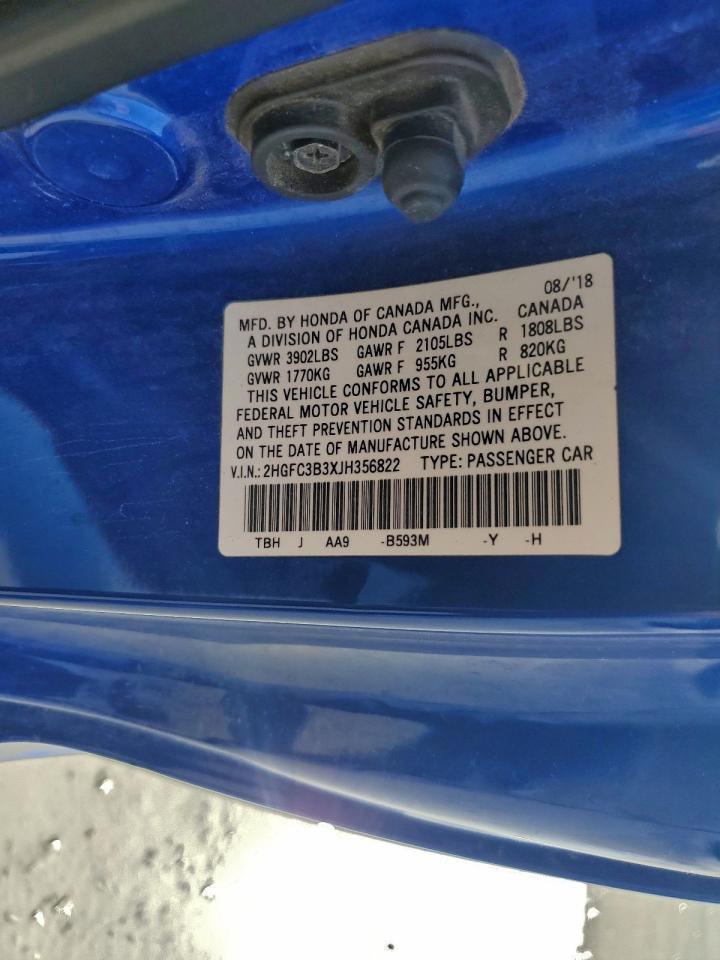 08/'18
MFD. BY HONDA OF CANADA MFG.,
A DIVISION OF HONDA CANADA INC. CANADA
GVWR 3902LBS GAWR F 2105LBS R 1808LBS
GVWR 1770KG GAWR F 955KG R 820KG
THIS VEHICLE CONFORMS TO ALL APPLICABLE
FEDERAL MOTOR VEHICLE SAFETY, BUMPER,
AND THEFT PREVENTION STANDARDS IN EFFECT
ON THE DATE OF MANUFACTURE SHOWN ABOVE.
V.I.N.: 2HGFC3B3XJH356822 TYPE: PASSENGER CAR
TBH J AA9 -B593M -Y -H